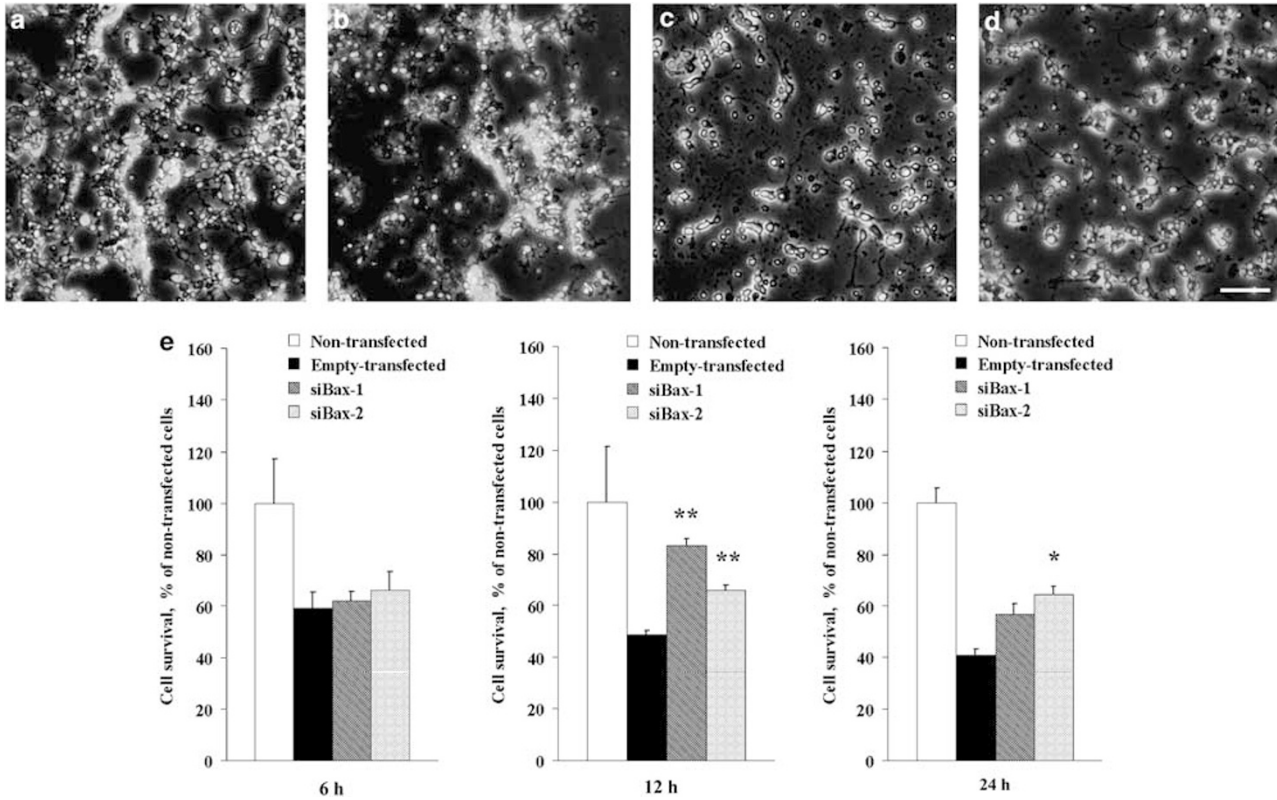 a
b
c
d
e
Cell survival, % of non-transfected cells
160
140
120
100
80
60
40
20
0
Non-transfected
Empty-transfected
siBax-1
siBax-2
6 h
Cell survival, % of non-transfected cells
160
140
120
100
80
60
40
20
0
Non-transfected
Empty-transfected
siBax-1
siBax-2
**
**
12 h
Cell survival, % of non-transfected cells
160
140
120
100
80
60
40
20
0
Non-transfected
Empty-transfected
siBax-1
siBax-2
*
24 h